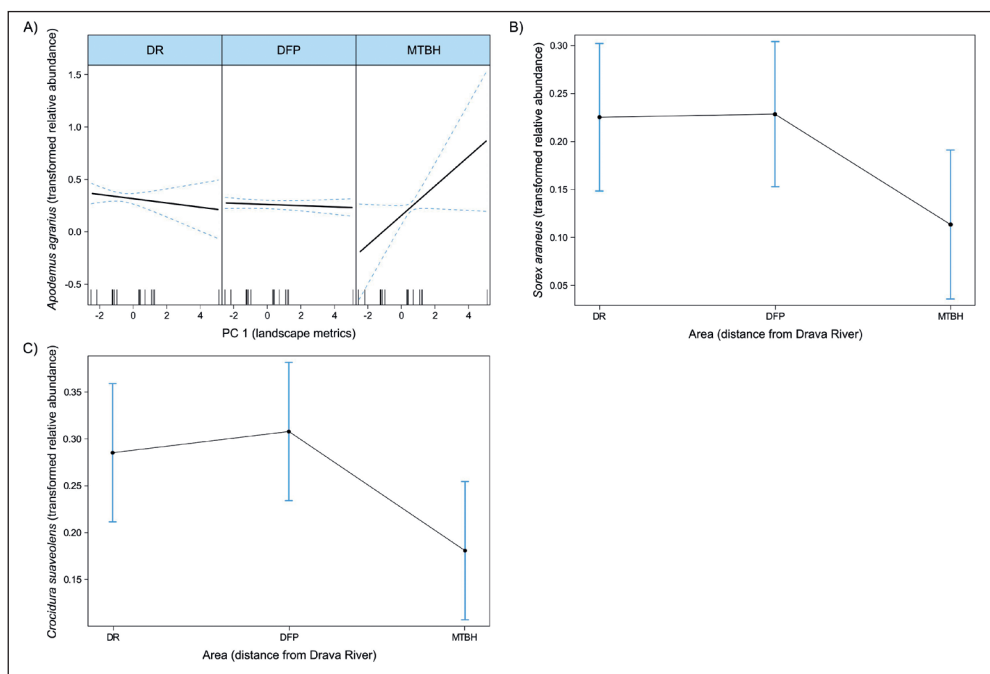 A)
DR DFP MTBH
Apodemus agrarius (transformed relative abundance)
1.5
1.0
0.5
0.0
-0.5
-2 0 2 4 -2 0 2 4 -2 0 2 4
PC 1 (landscape metrics)
B)
Sorex araneus (transformed relative abundance)
0.30
0.25
0.20
0.15
0.10
0.05
DR DFP MTBH
Area (distance from Drava River)
C)
Crocidura suaveolens (transformed relative abundance)
0.35
0.30
0.25
0.20
0.15
DR DFP MTBH
Area (distance from Drava River)